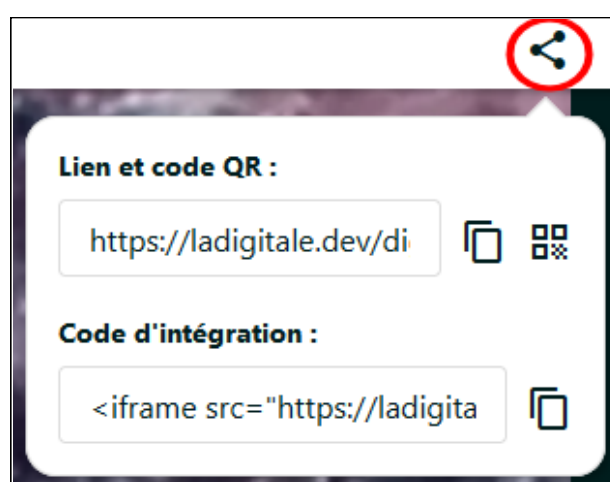 Lien et code QR :
https://ladigitale.dev/di
Code d'intégration :
<iframe src="https://ladigita